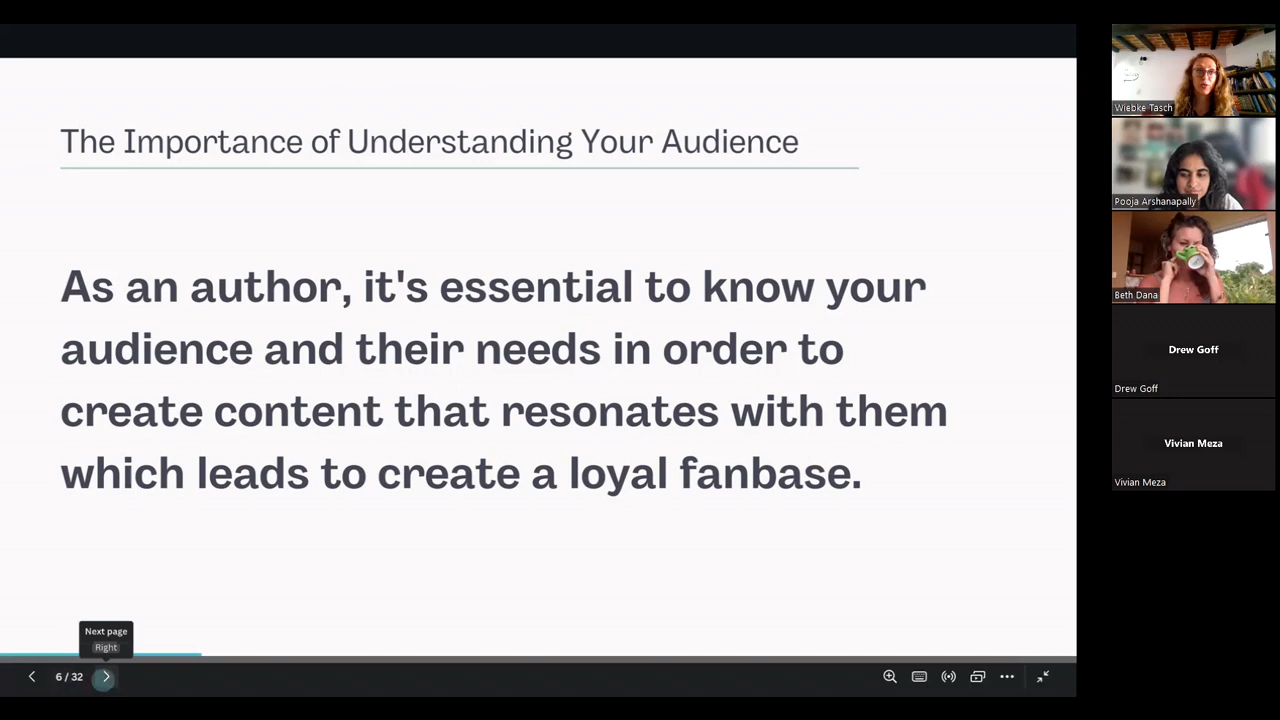 The Importance of Understanding Your Audience
As an author, it's essential to know your
audience and their needs in order to
create content that resonates with them
which leads to create a loyal fanbase.
Next page
Right
6 / 32
Wiebke Tasch
Pooja Arshanapally
Beth Dana
Drew Goff
Drew Goff
Vivian Meza
Vivian Meza